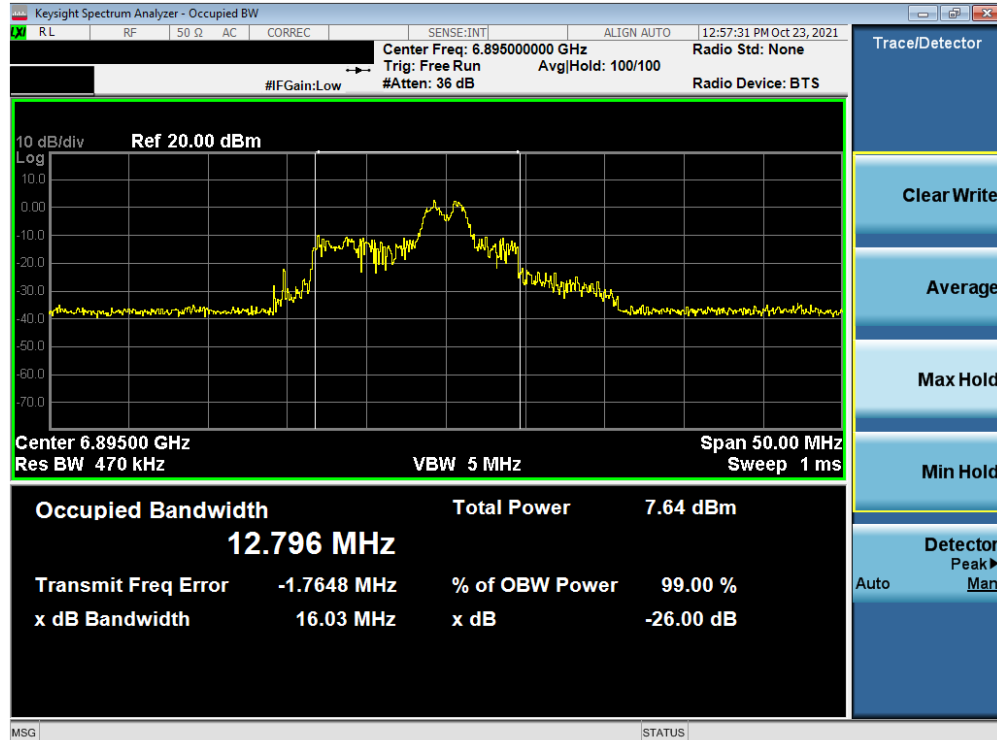 Keysight Spectrum Analyzer - Occupied BW
LXI RL RF 50 Ω AC CORREC SENSE:INT ALIGN AUTO 12:57:31 PM Oct 23, 2021
Center Freq: 6.895000000 GHz Radio Std: None
Trig: Free Run Avg|Hold: 100/100
#IFGain:Low #Atten: 36 dB Radio Device: BTS
Trace/Detector
10 dB/div Ref 20.00 dBm
Log
10.0
0.00
-10.0
-20.0
-30.0
-40.0
-50.0
-60.0
-70.0
Center 6.89500 GHz Span 50.00 MHz
Res BW 470 kHz VBW 5 MHz Sweep 1 ms
Clear Write
Average
Max Hold
Min Hold
Detector
Peak▶
Auto Man
Occupied Bandwidth Total Power 7.64 dBm
12.796 MHz
Transmit Freq Error -1.7648 MHz % of OBW Power 99.00 %
x dB Bandwidth 16.03 MHz x dB -26.00 dB
MSG STATUS